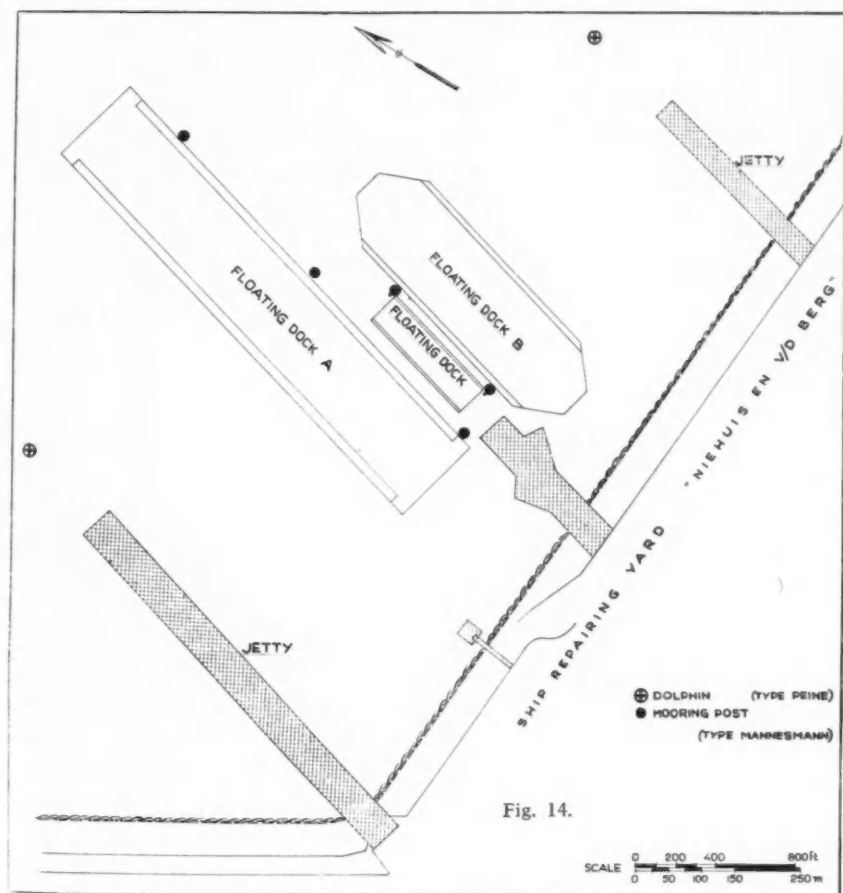 JETTY
FLOATING DOCK A
FLOATING DOCK B
FLOATING DOCK
JETTY
SHIP REPAIRING YARD "NIEHUIS EN V/D BERG"
DOLPHIN (TYPE PEINE)
MOORING POST
(TYPE MANNESMANN)
Fig. 14.
SCALE
0 200 400 800ft
0 50 100 150 250m